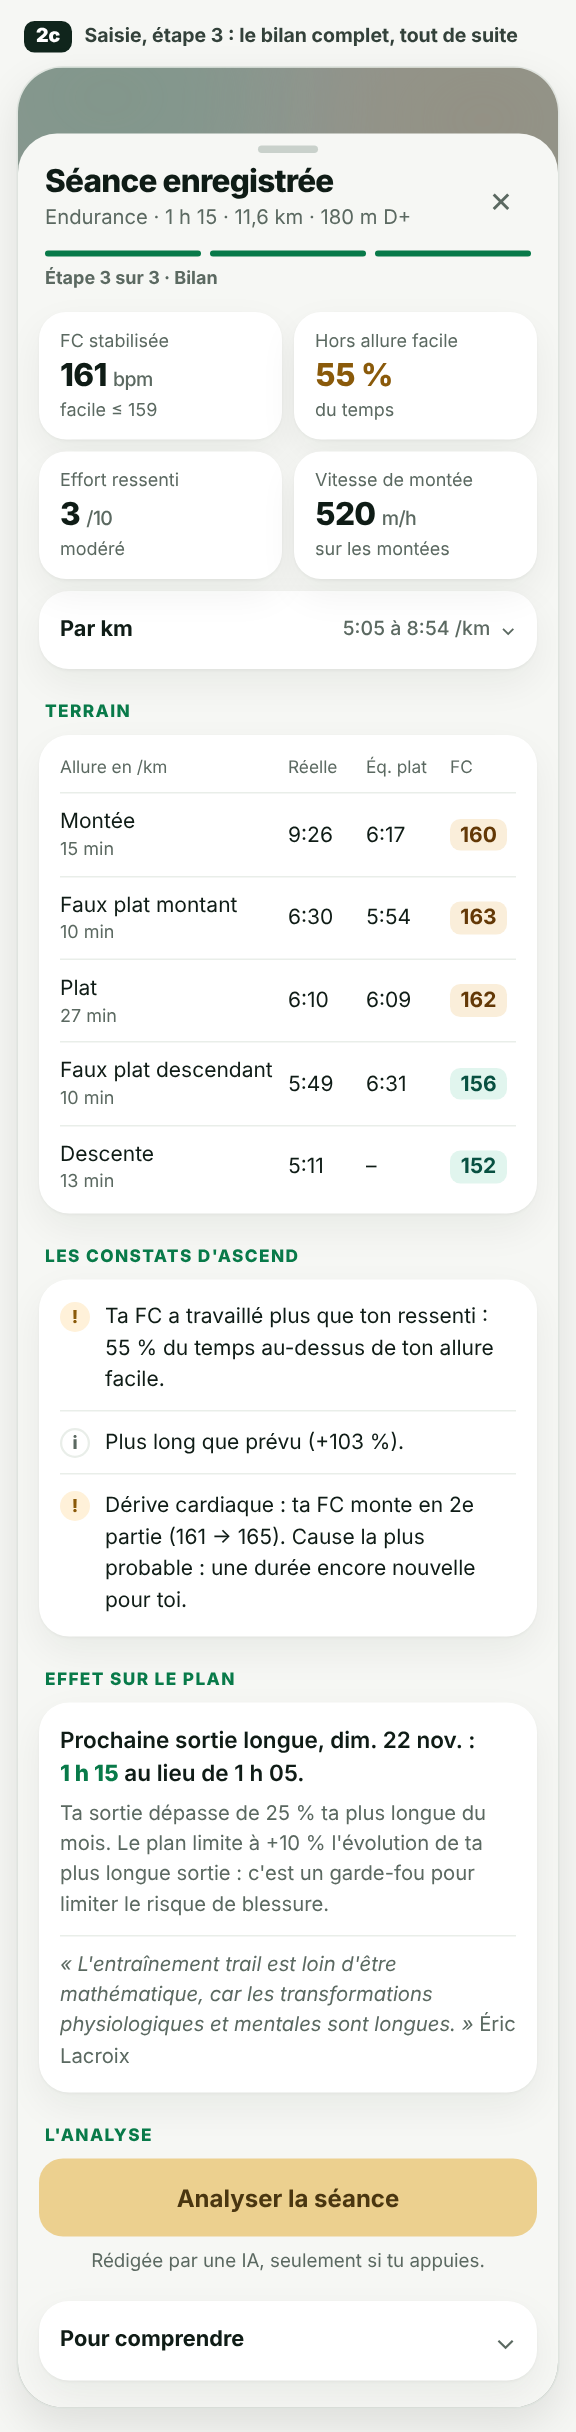 2c Saisie, étape 3 : le bilan complet, tout de suite
Séance enregistrée
Endurance · 1 h 15 · 11,6 km · 180 m D+
Étape 3 sur 3 · Bilan
FC stabilisée
161 bpm
facile ≤ 159
Hors allure facile
55 %
du temps
Effort ressenti
3 /10
modéré
Vitesse de montée
520 m/h
sur les montées
Par km 5:05 à 8:54 /km
TERRAIN
Allure en /km Réelle Éq. plat FC
Montée
15 min
9:26 6:17 160
Faux plat montant
10 min
6:30 5:54 163
Plat
27 min
6:10 6:09 162
Faux plat descendant
10 min
5:49 6:31 156
Descente
13 min
5:11 – 152
LES CONSTATS D'ASCEND
! Ta FC a travaillé plus que ton ressenti :
55 % du temps au-dessus de ton allure
facile.
i Plus long que prévu (+103 %).
! Dérive cardiaque : ta FC monte en 2e
partie (161 → 165). Cause la plus
probable : une durée encore nouvelle
pour toi.
EFFET SUR LE PLAN
Prochaine sortie longue, dim. 22 nov. :
1 h 15 au lieu de 1 h 05.
Ta sortie dépasse de 25 % ta plus longue du
mois. Le plan limite à +10 % l'évolution de ta
plus longue sortie : c'est un garde-fou pour
limiter le risque de blessure.
« L'entraînement trail est loin d'être
mathématique, car les transformations
physiologiques et mentales sont longues. » Éric
Lacroix
L'ANALYSE
Analyser la séance
Rédigée par une IA, seulement si tu appuies.
Pour comprendre